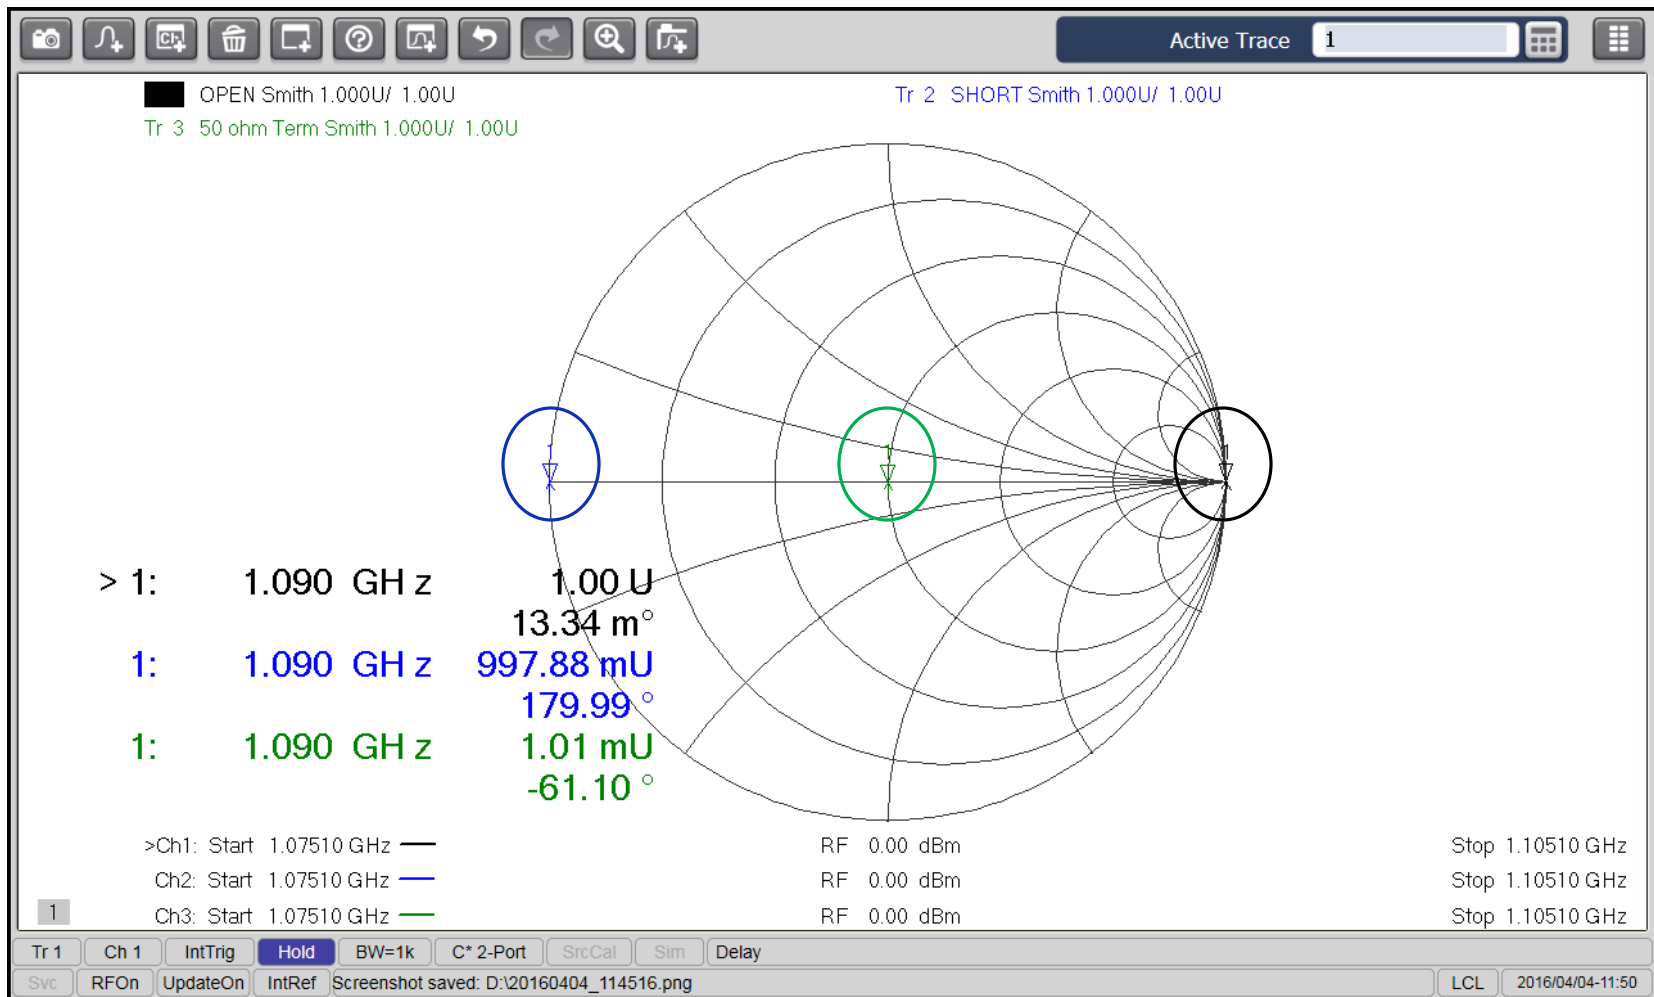 Active Trace 1
OPEN Smith 1.000U/ 1.00U
Tr 2 SHORT Smith 1.000U/ 1.00U
Tr 3 50 ohm Term Smith 1.000U/ 1.00U
1
1
1
> 1: 1.090 GHz 1.00 U
13.34 m°
1: 1.090 GHz 997.88 mU
179.99 °
1: 1.090 GHz 1.01 mU
-61.10 °
>Ch1: Start 1.07510 GHz RF 0.00 dBm Stop 1.10510 GHz
Ch2: Start 1.07510 GHz RF 0.00 dBm Stop 1.10510 GHz
1 Ch3: Start 1.07510 GHz RF 0.00 dBm Stop 1.10510 GHz
Tr 1 Ch 1 IntTrig Hold BW=1k C* 2-Port SrcCal Sim Delay
Svc RFOn UpdateOn IntRef Screenshot saved: D:\20160404_114516.png LCL 2016/04/04-11:50